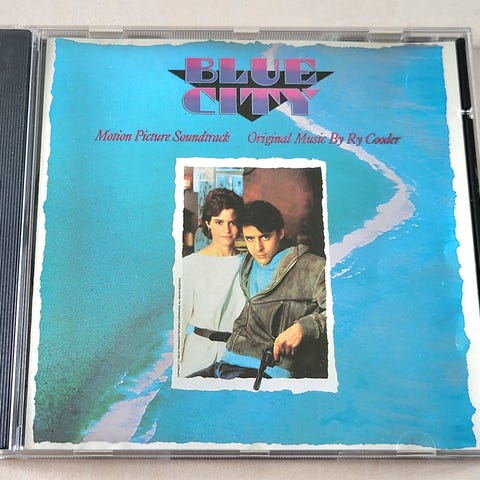 BLUE
CITY
Motion Picture Soundtrack Original Music By Ry Cooder